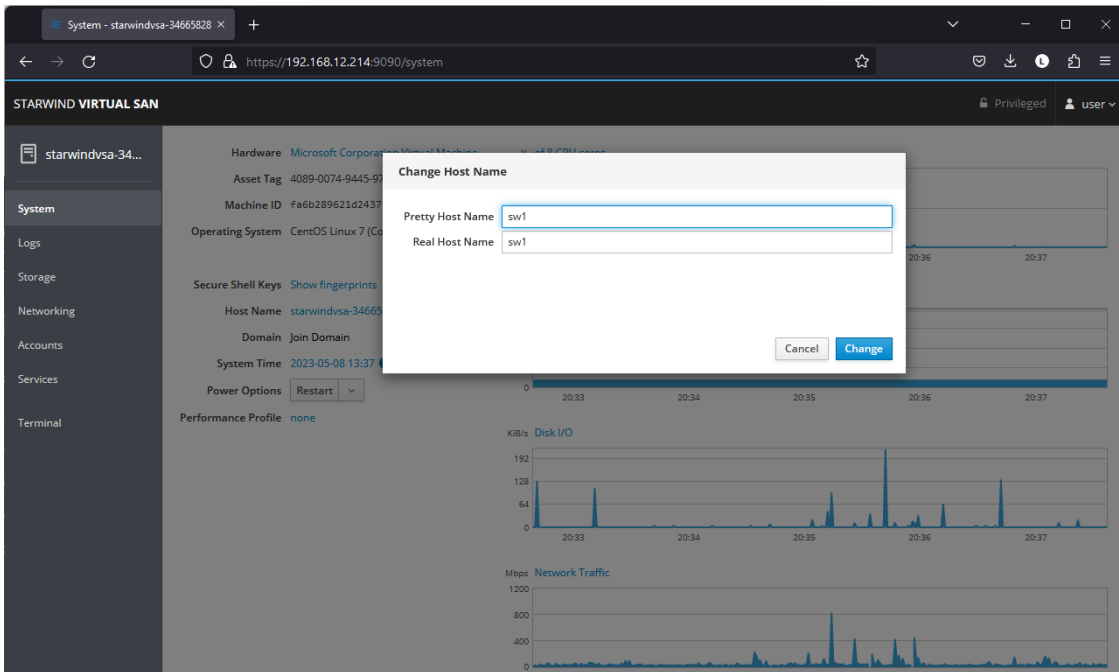 System - starwindvsa-34665828
https://192.168.12.214:9090/system
STARWIND VIRTUAL SAN
Privileged
user
starwindvsa-34...
System
Logs
Storage
Networking
Accounts
Services
Terminal
Hardware Microsoft Corporation Virtual Machine
Asset Tag 4089-0074-9445-97
Machine ID fa6b289621d2437
Operating System CentOS Linux 7 (Co
Secure Shell Keys Show fingerprints
Host Name starwindvsa-34665
Domain Join Domain
System Time 2023-05-08 13:37
Power Options Restart
Performance Profile none
% of 8 CPU cores
20:36 20:37
Change Host Name
Pretty Host Name sw1
Real Host Name sw1
Cancel Change
0
20:33 20:34 20:35 20:36 20:37
KiB/s Disk I/O
192
128
64
0
20:33 20:34 20:35 20:36 20:37
Mbps Network Traffic
1200
800
400
0